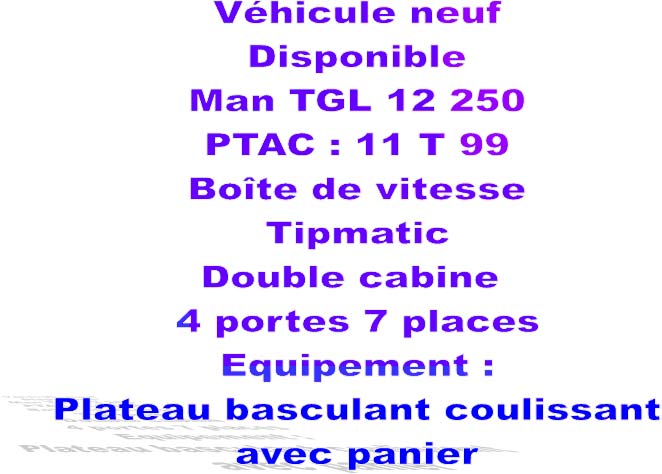 Véhicule neuf
Disponible
Man TGL 12 250
PTAC : 11 T 99
Boîte de vitesse
Tipmatic
Double cabine
4 portes 7 places
Equipement :
Plateau basculant coulissant
avec panier